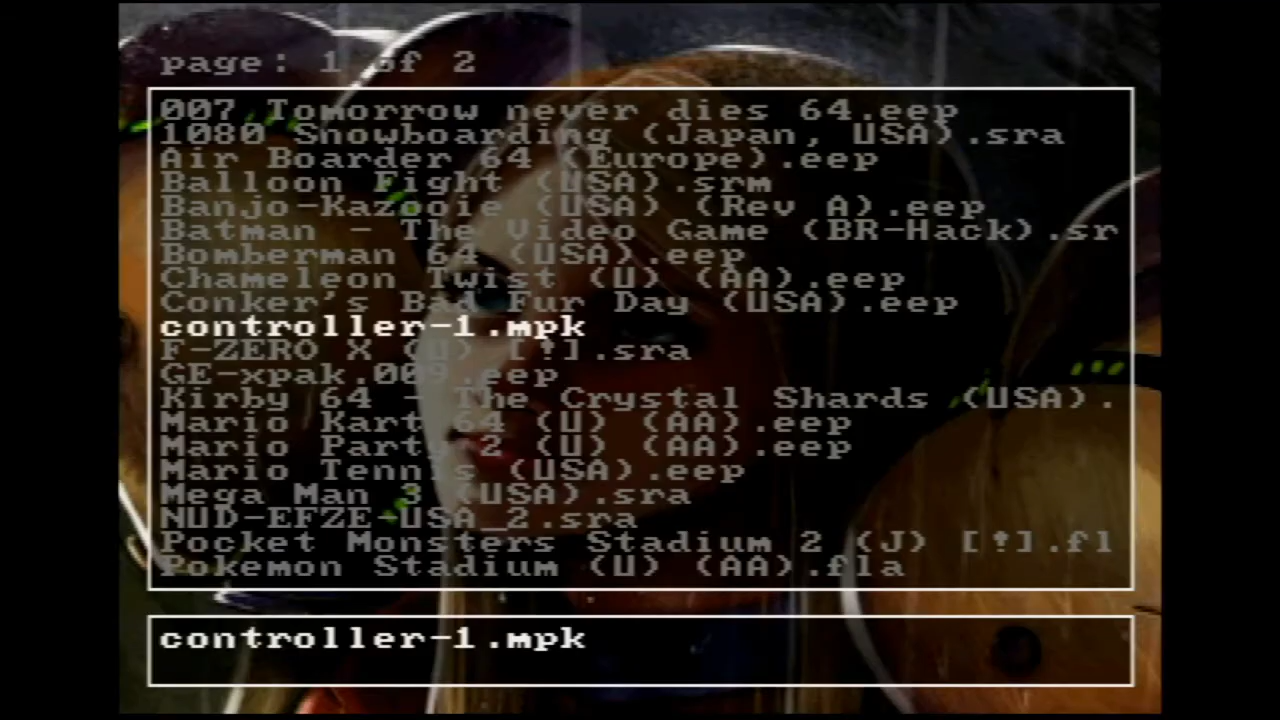 page: 1 of 2
007 Tomorrow never dies 64.eep
1080 Snowboarding (Japan, USA).sra
Air Boarder 64 (Europe).eep
Balloon Fight (USA).srm
Banjo-Kazooie (USA) (Rev A).eep
Batman - The Video Game (BR-Hack).sr
Bomberman 64 (USA).eep
Chameleon Twist (U) (AA).eep
Conker's Bad Fur Day (USA).eep
controller-1.mpk
F-ZERO X (U) [!].sra
GE-xpak.009.eep
Kirby 64 - The Crystal Shards (USA).
Mario Kart 64 (U) (AA).eep
Mario Party 2 (U) (AA).eep
Mario Tennis (USA).eep
Mega Man 3 (USA).sra
NUD-EFZE-USA_2.sra
Pocket Monsters Stadium 2 (J) [!].fl
Pokemon Stadium (U) (AA).fla
controller-1.mpk